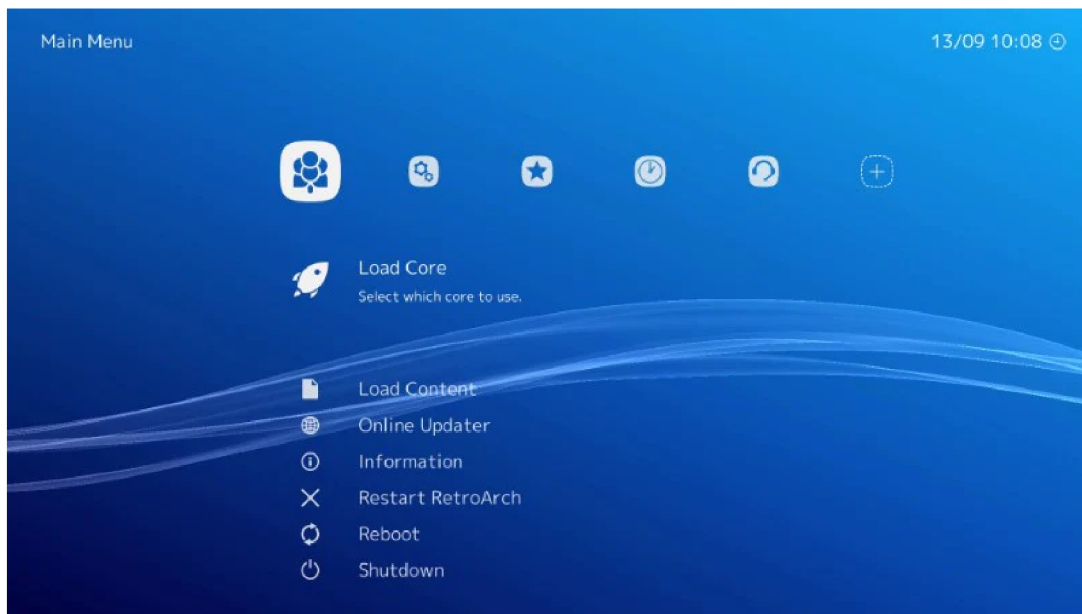 Main Menu
13/09 10:08
Load Core
Select which core to use.
Load Content
Online Updater
Information
Restart RetroArch
Reboot
Shutdown